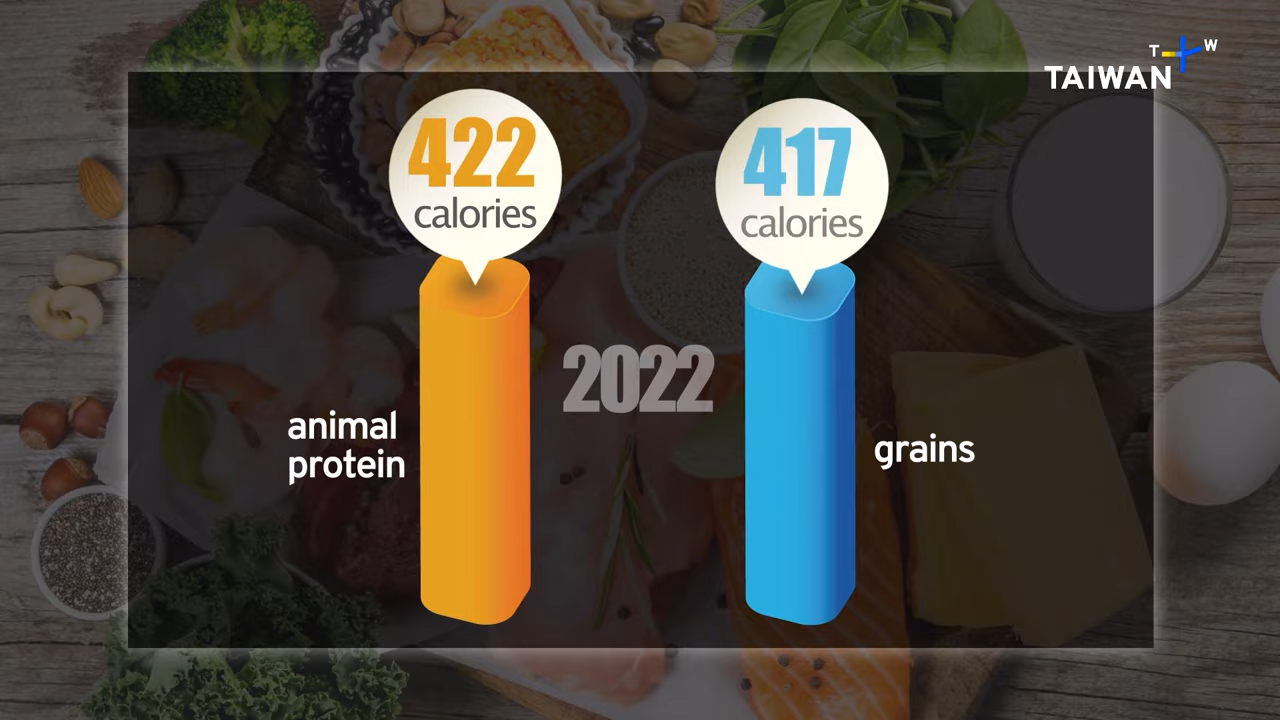 T W
TAIWAN
422
calories
417
calories
2022
animal
protein
grains